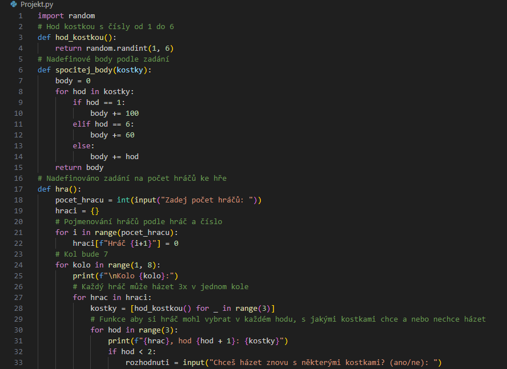 Projekt.py
1 import random
2 # Hod kostkou s čísly od 1 do 6
3 def hod_kostkou():
4     return random.randint(1, 6)
5 # Nadefinové body podle zadání
6 def spocitej_body(kostky):
7     body = 0
8     for hod in kostky:
9         if hod == 1:
10             body += 100
11         elif hod == 6:
12             body += 60
13         else:
14             body += hod
15     return body
16 # Nadefinováno zadání na počet hráčů ke hře
17 def hra():
18     pocet_hracu = int(input("Zadej počet hráčů: "))
19     hraci = {}
20     # Pojmenování hráčů podle hráč a číslo
21     for i in range(pocet_hracu):
22         hraci[f"Hráč {i+1}"] = 0
23     # Kol bude 7
24     for kolo in range(1, 8):
25         print(f"\nKolo {kolo}:")
26         # Každý hráč může házet 3x v jednom kole
27         for hrac in hraci:
28             kostky = [hod_kostkou() for _ in range(3)]
29             # Funkce aby si hráč mohl vybrat v každém hodu, s jakými kostkami chce a nebo nechce házet
30             for hod in range(3):
31                 print(f"{hrac}, hod {hod + 1}: {kostky}")
32                 if hod < 2:
33                     rozhodnuti = input("Chceš házet znovu s některými kostkami? (ano/ne): ")